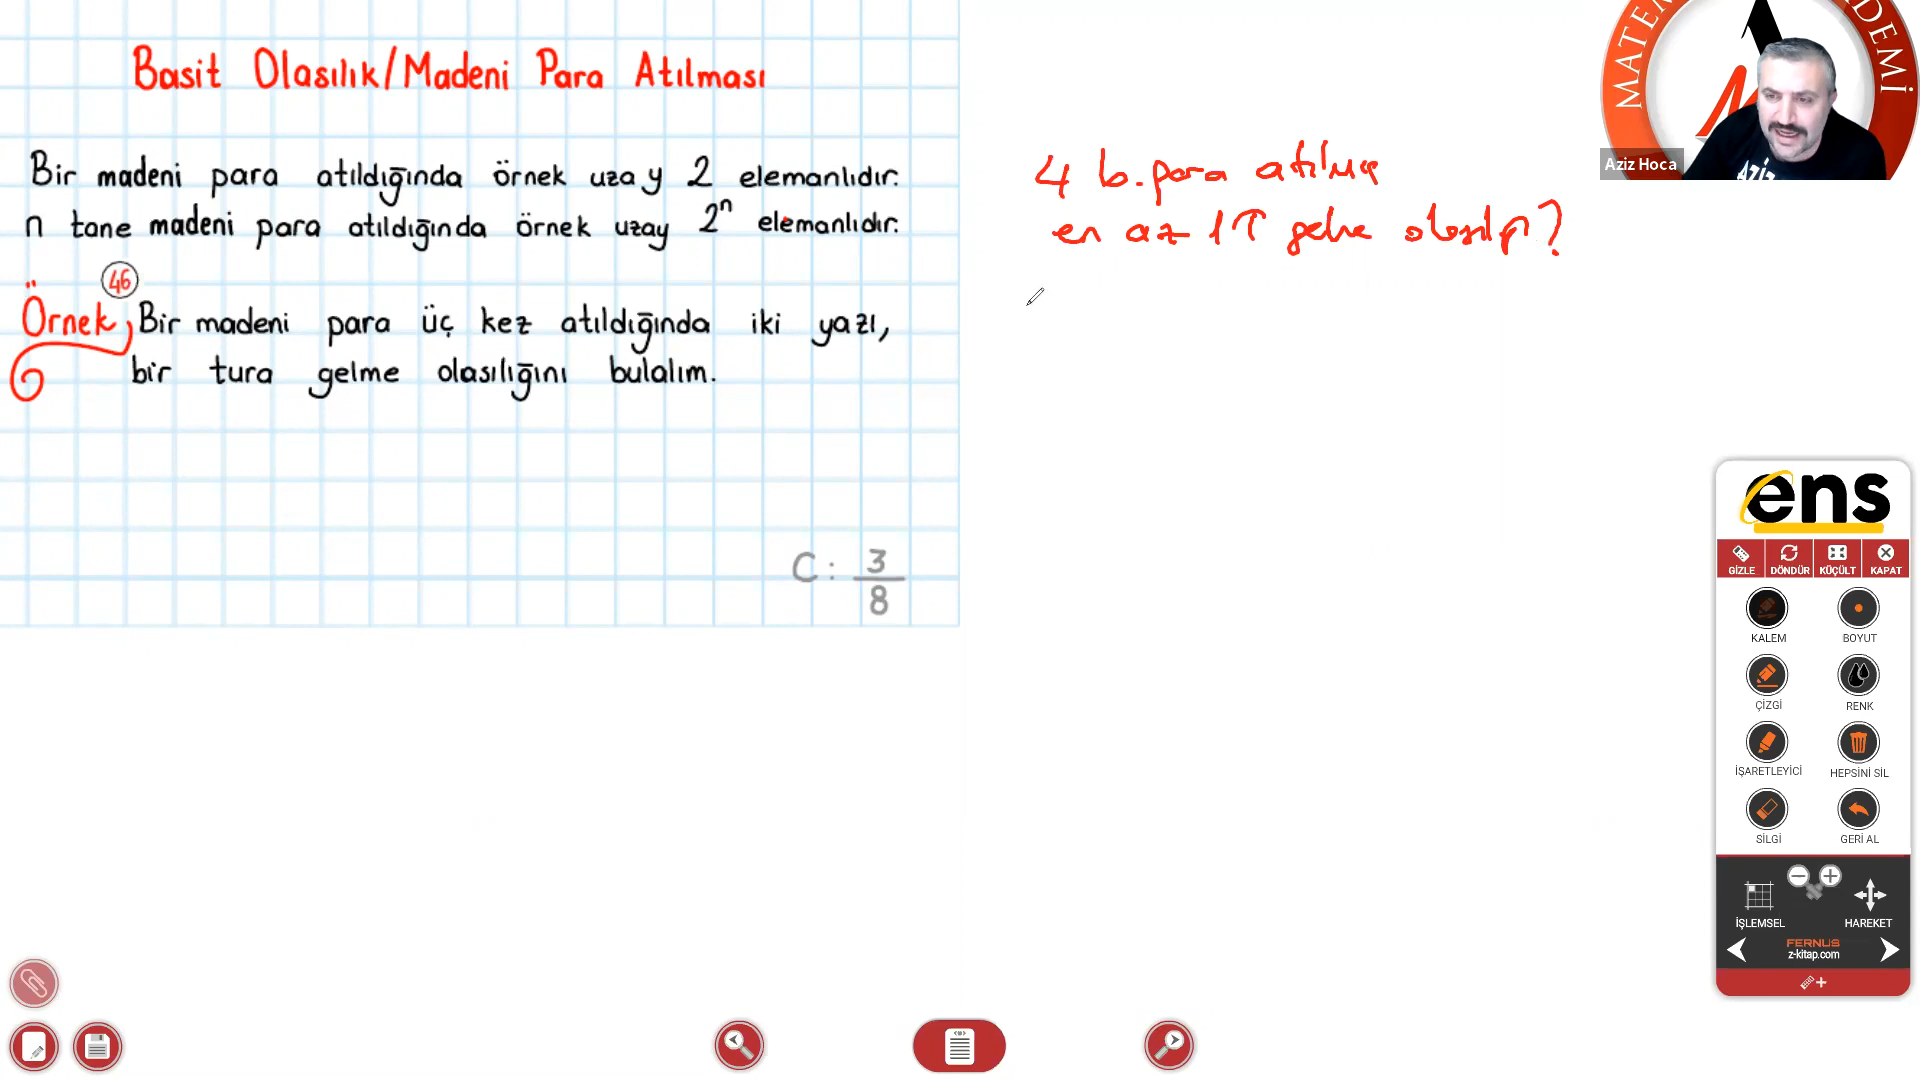 Basit Olasılık/Madeni Para Atılması
Bir madeni para atıldığında örnek uzay 2 elemanlıdır.
n tane madeni para atıldığında örnek uzay 2ⁿ elemanlıdır.
46
Örnek, Bir madeni para üç kez atıldığında iki yazı,
bir tura gelme olasılığını bulalım.
C: 3/8
4 b. para atılmış
en az 1T gelme olasılığı?
Aziz Hoca
AZİZ
ens
GİZLE DÖNDÜR KÜÇÜLT KAPAT
KALEM BOYUT
ÇİZGİ RENK
İŞARETLEYİCİ HEPSİNİ SİL
SİLGİ GERİ AL
İŞLEMSEL HAREKET
FERNUS
z-kitap.com